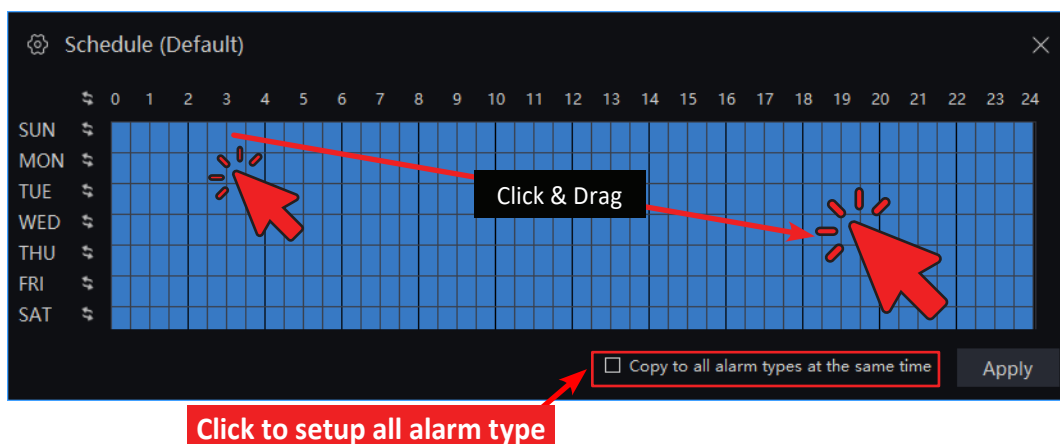 Schedule (Default)
0 1 2 3 4 5 6 7 8 9 10 11 12 13 14 15 16 17 18 19 20 21 22 23 24
SUN
MON
TUE
Click & Drag
WED
THU
FRI
SAT
Copy to all alarm types at the same time Apply
Click to setup all alarm type